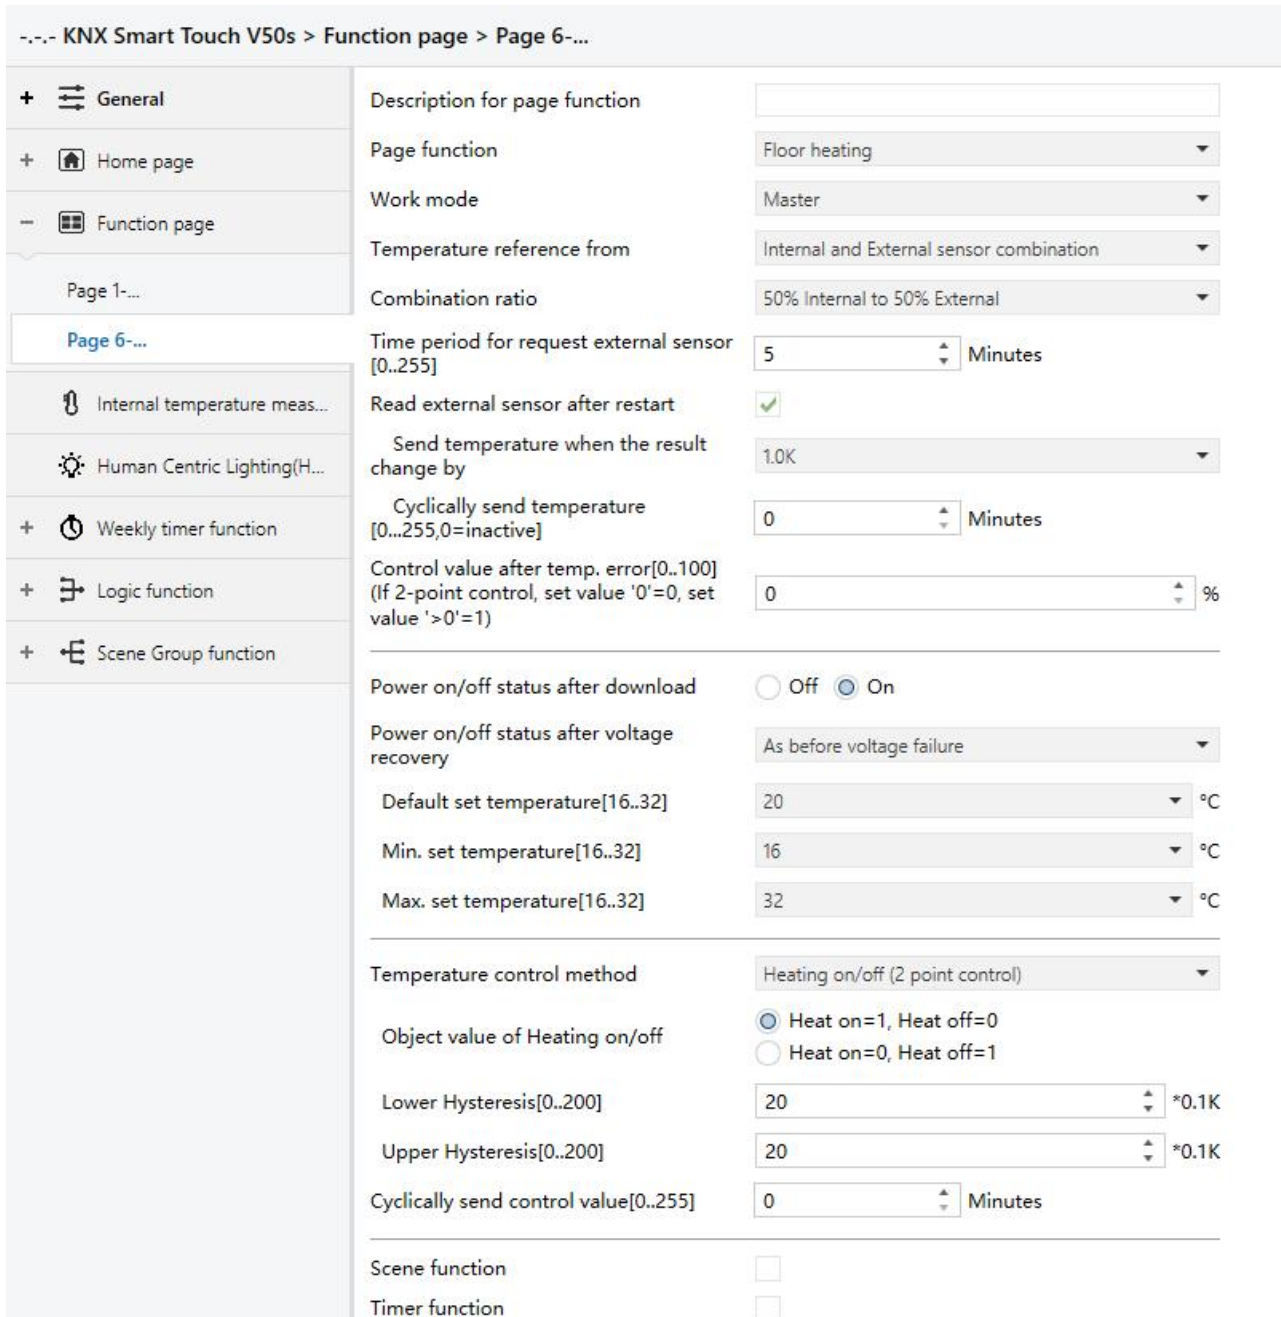 -.-.- KNX Smart Touch V50s > Function page > Page 6-...
+ General
+ Home page
− Function page
Page 1-...
Page 6-...
Internal temperature meas...
Human Centric Lighting(H...
+ Weekly timer function
+ Logic function
+ Scene Group function
Description for page function
Page function Floor heating
Work mode Master
Temperature reference from Internal and External sensor combination
Combination ratio 50% Internal to 50% External
Time period for request external sensor
[0..255] 5 Minutes
Read external sensor after restart
Send temperature when the result
change by 1.0K
Cyclically send temperature
[0...255,0=inactive] 0 Minutes
Control value after temp. error[0..100]
(If 2-point control, set value '0'=0, set
value '>0'=1) 0 %
Power on/off status after download Off On
Power on/off status after voltage
recovery As before voltage failure
Default set temperature[16..32] 20 °C
Min. set temperature[16..32] 16 °C
Max. set temperature[16..32] 32 °C
Temperature control method Heating on/off (2 point control)
Object value of Heating on/off Heat on=1, Heat off=0
Heat on=0, Heat off=1
Lower Hysteresis[0..200] 20 *0.1K
Upper Hysteresis[0..200] 20 *0.1K
Cyclically send control value[0..255] 0 Minutes
Scene function
Timer function